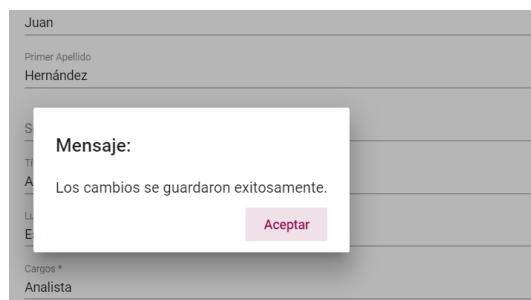 Juan
Primer Apellido
Hernández
Mensaje:
Los cambios se guardaron exitosamente.
Aceptar
Cargos *
Analista